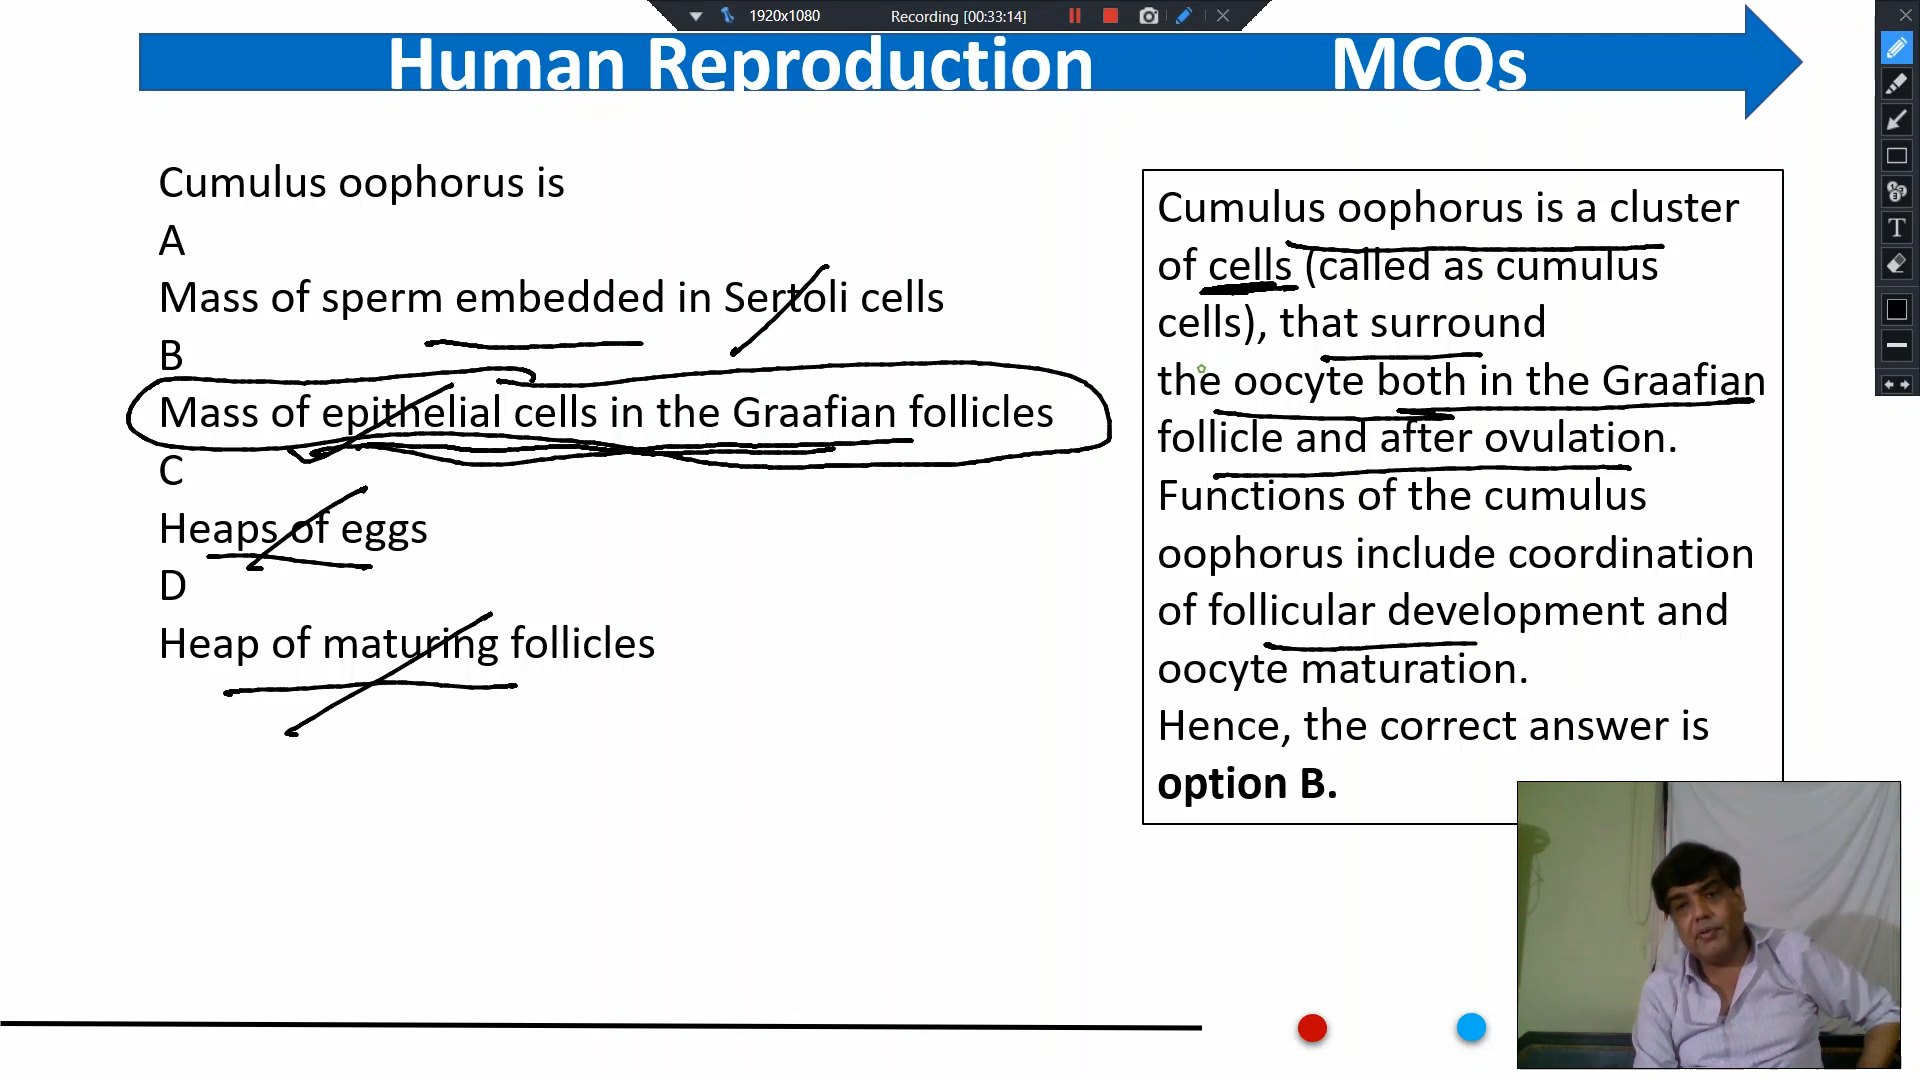 1920x1080 Recording [00:33:14]
Human Reproduction MCQs
Cumulus oophorus is
A
Mass of sperm embedded in Sertoli cells
B
Mass of epithelial cells in the Graafian follicles
C
Heaps of eggs
D
Heap of maturing follicles
Cumulus oophorus is a cluster
of cells (called as cumulus
cells), that surround
the oocyte both in the Graafian
follicle and after ovulation.
Functions of the cumulus
oophorus include coordination
of follicular development and
oocyte maturation.
Hence, the correct answer is
option B.
T